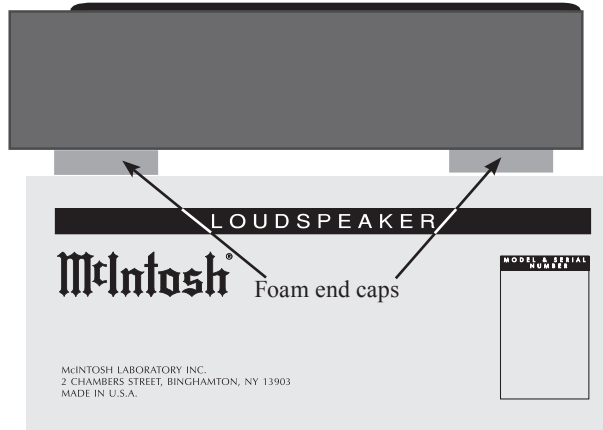 LOUDSPEAKER
McIntosh®
Foam end caps
MODEL & SERIAL
NUMBER
McINTOSH LABORATORY INC.
2 CHAMBERS STREET, BINGHAMTON, NY 13903
MADE IN U.S.A.